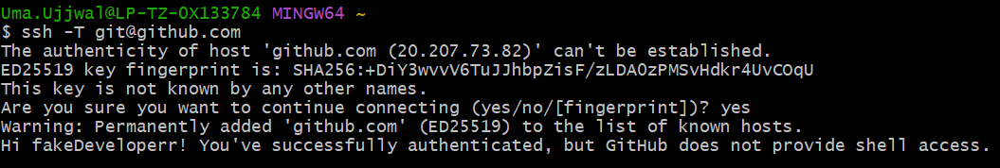 Uma.Ujjwal@LP-TZ-OX133784 MINGW64 ~
$ ssh -T git@github.com
The authenticity of host 'github.com (20.207.73.82)' can't be established.
ED25519 key fingerprint is: SHA256:+DiY3wvvV6TuJJhbpZisF/zLDA0zPMSvHdkr4UvCOqU
This key is not known by any other names.
Are you sure you want to continue connecting (yes/no/[fingerprint])? yes
Warning: Permanently added 'github.com' (ED25519) to the list of known hosts.
Hi fakeDeveloperr! You've successfully authenticated, but GitHub does not provide shell access.